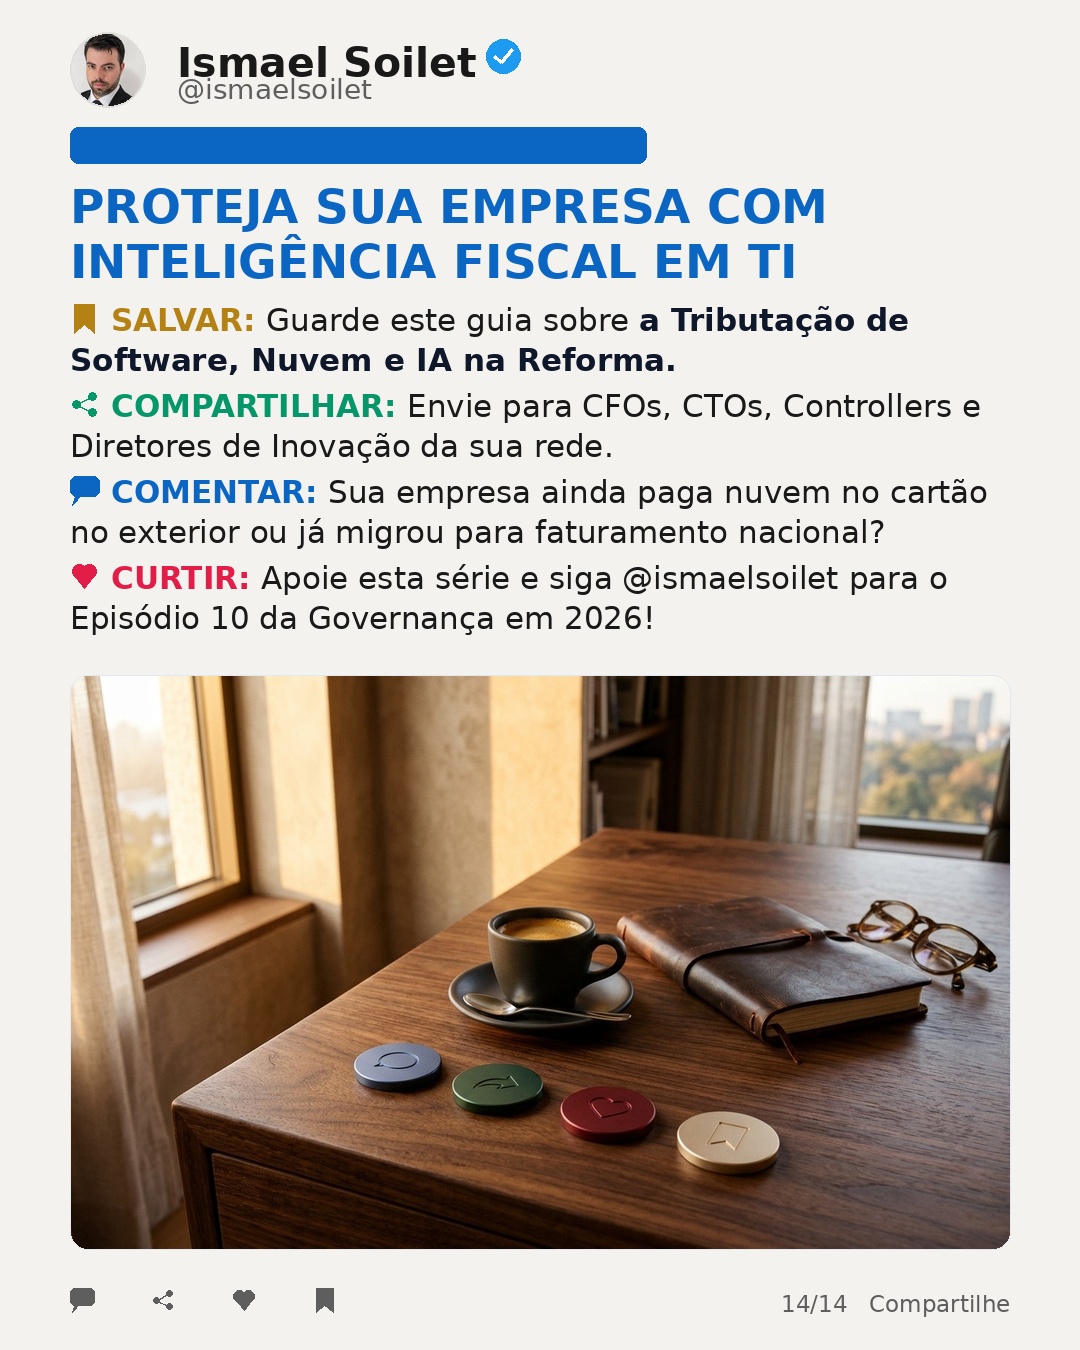 Ismael Soilet
@ismaelsoilet
PROTEJA SUA EMPRESA COM
INTELIGÊNCIA FISCAL EM TI
SALVAR: Guarde este guia sobre a Tributação de
Software, Nuvem e IA na Reforma.
COMPARTILHAR: Envie para CFOs, CTOs, Controllers e
Diretores de Inovação da sua rede.
COMENTAR: Sua empresa ainda paga nuvem no cartão
no exterior ou já migrou para faturamento nacional?
CURTIR: Apoie esta série e siga @ismaelsoilet para o
Episódio 10 da Governança em 2026!
14/14 Compartilhe